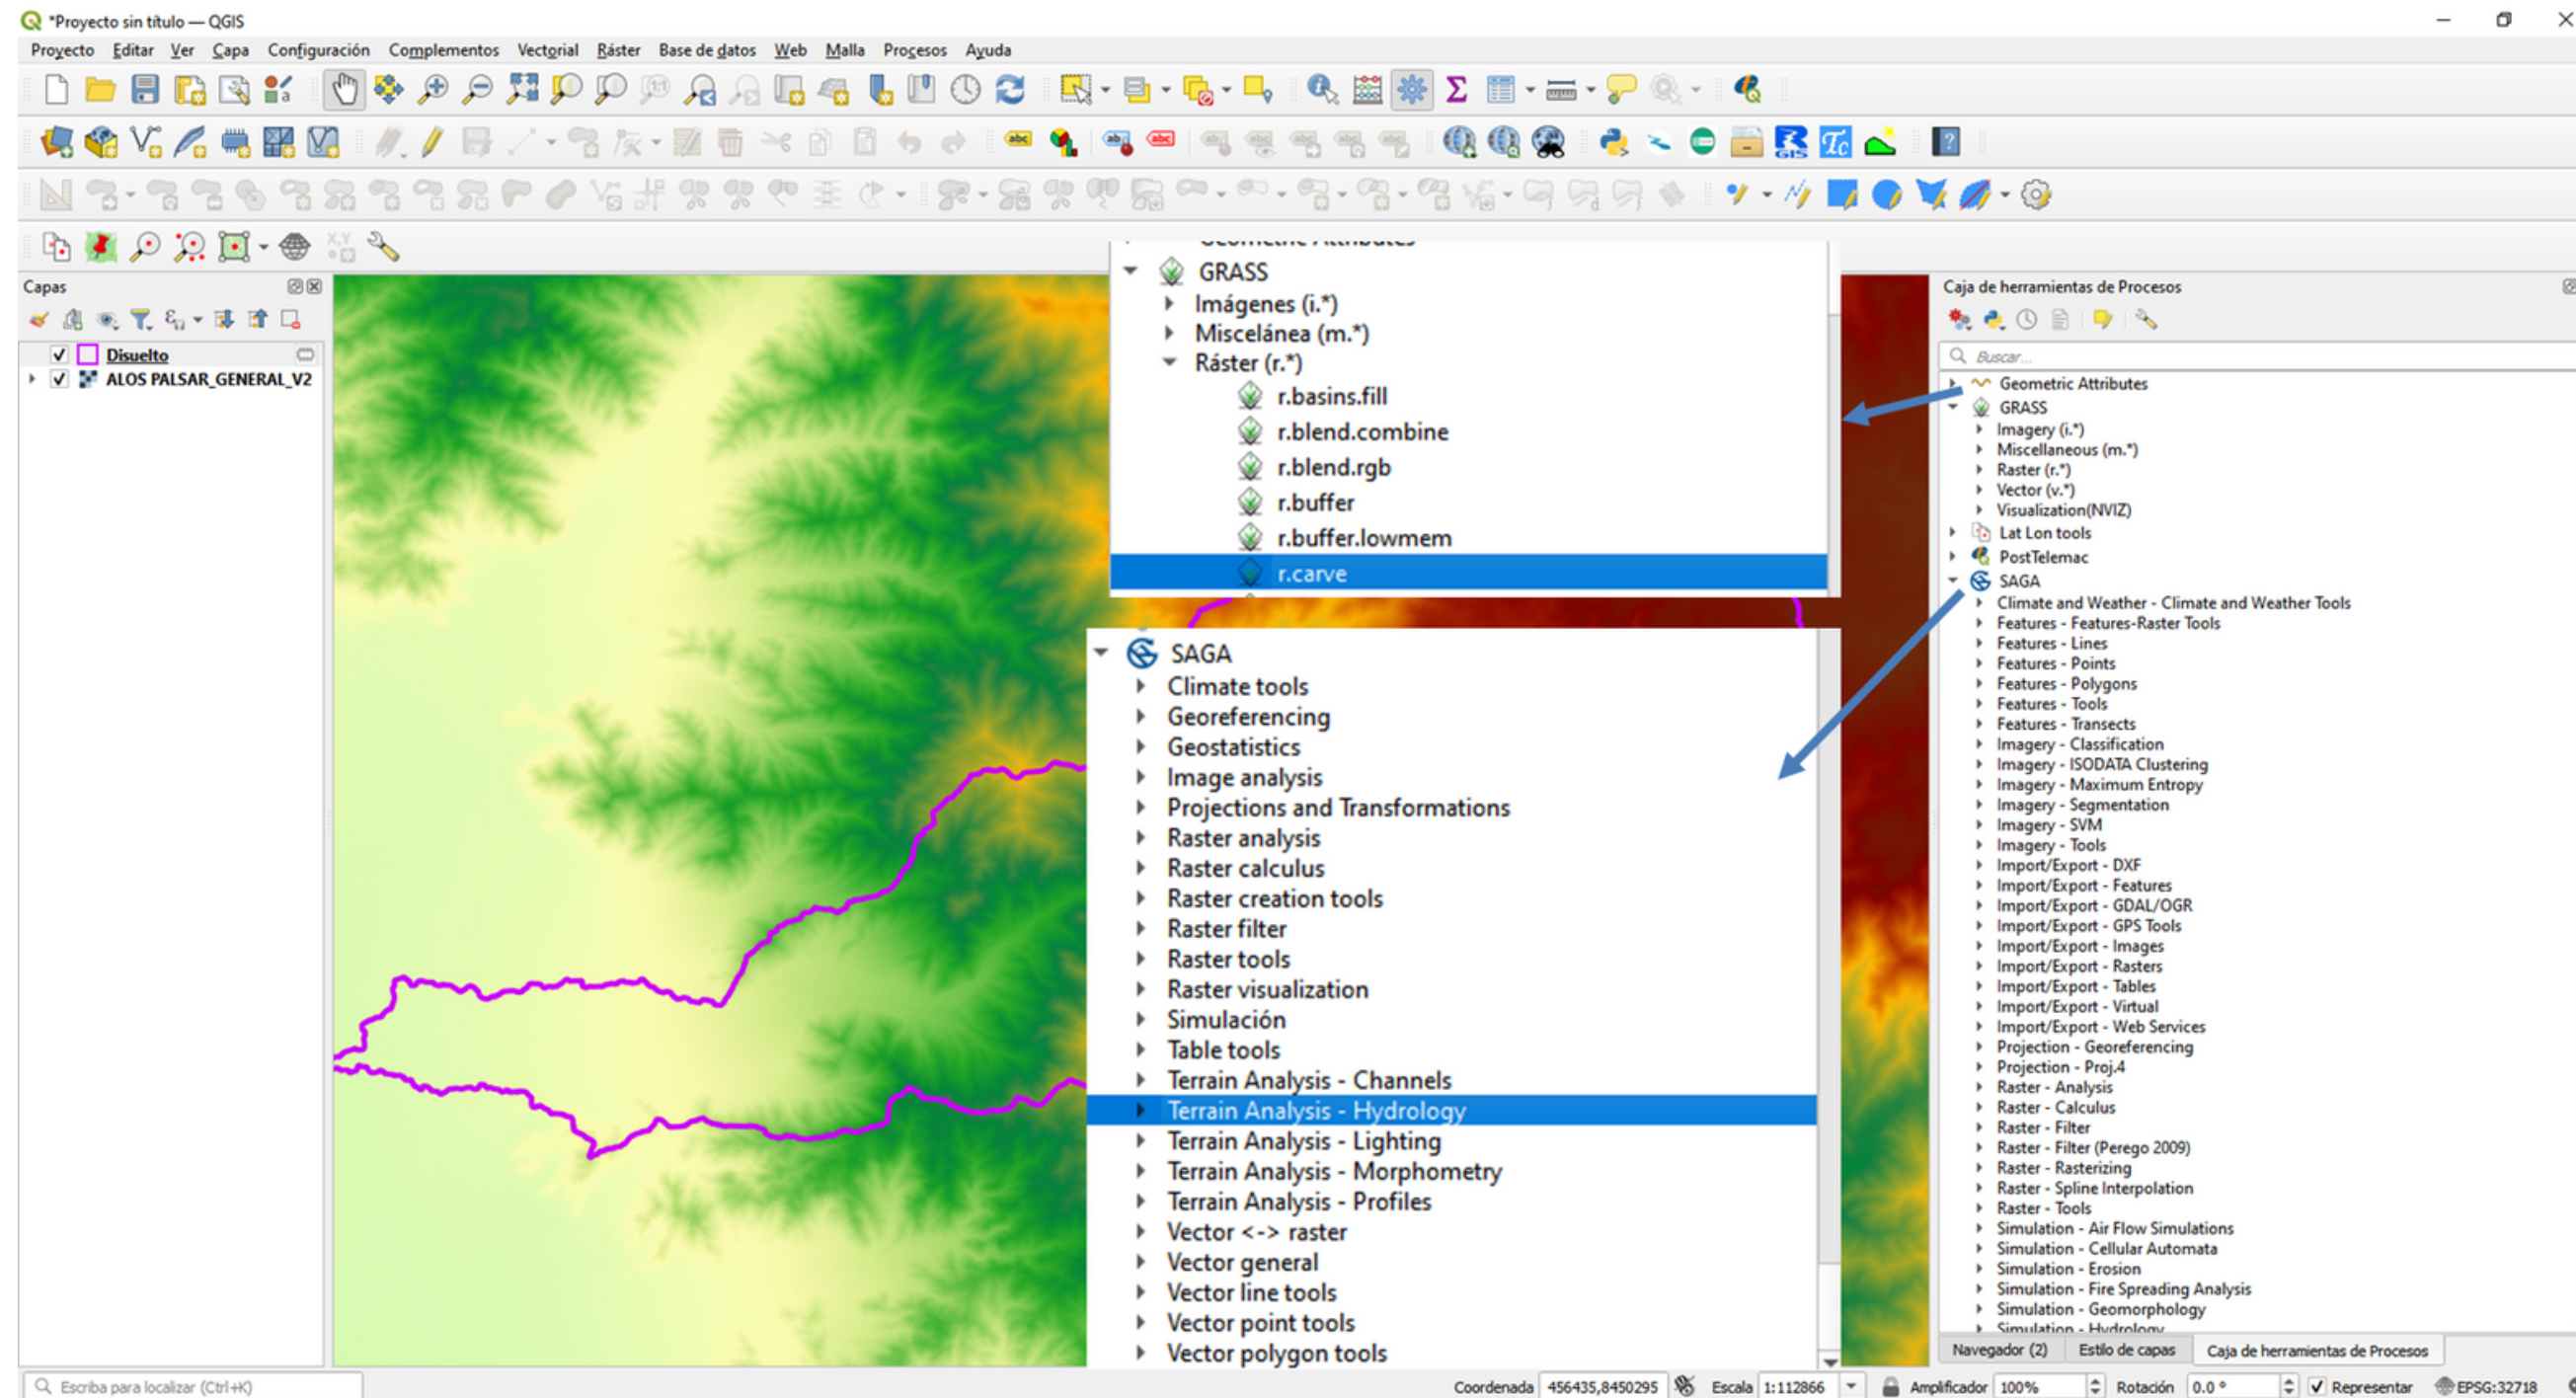 *Proyecto sin título — QGIS
Proyecto Editar Ver Capa Configuración Complementos Vectorial Ráster Base de datos Web Malla Procesos Ayuda
Capas
Disuelto
ALOS PALSAR_GENERAL_V2
GRASS
Imágenes (i.*)
Miscelánea (m.*)
Ráster (r.*)
r.basins.fill
r.blend.combine
r.blend.rgb
r.buffer
r.buffer.lowmem
r.carve
SAGA
Climate tools
Georeferencing
Geostatistics
Image analysis
Projections and Transformations
Raster analysis
Raster calculus
Raster creation tools
Raster filter
Raster tools
Raster visualization
Simulación
Table tools
Terrain Analysis - Channels
Terrain Analysis - Hydrology
Terrain Analysis - Lighting
Terrain Analysis - Morphometry
Terrain Analysis - Profiles
Vector <-> raster
Vector general
Vector line tools
Vector point tools
Vector polygon tools
Caja de herramientas de Procesos
Buscar...
Geometric Attributes
GRASS
Imagery (i.*)
Miscellaneous (m.*)
Raster (r.*)
Vector (v.*)
Visualization(NVIZ)
Lat Lon tools
PostTelemac
SAGA
Climate and Weather - Climate and Weather Tools
Features - Features-Raster Tools
Features - Lines
Features - Points
Features - Polygons
Features - Tools
Features - Transects
Imagery - Classification
Imagery - ISODATA Clustering
Imagery - Maximum Entropy
Imagery - Segmentation
Imagery - SVM
Imagery - Tools
Import/Export - DXF
Import/Export - Features
Import/Export - GDAL/OGR
Import/Export - GPS Tools
Import/Export - Images
Import/Export - Rasters
Import/Export - Tables
Import/Export - Virtual
Import/Export - Web Services
Projection - Georeferencing
Projection - Proj.4
Raster - Analysis
Raster - Calculus
Raster - Filter
Raster - Filter (Perego 2009)
Raster - Rasterizing
Raster - Spline Interpolation
Raster - Tools
Simulation - Air Flow Simulations
Simulation - Cellular Automata
Simulation - Erosion
Simulation - Fire Spreading Analysis
Simulation - Geomorphology
Simulation - Hydrology
Navegador (2) Estilo de capas Caja de herramientas de Procesos
Escriba para localizar (Ctrl+K) Coordenada 456435,8450295 Escala 1:112866 Amplificador 100% Rotación 0.0 ° Representar EPSG:32718